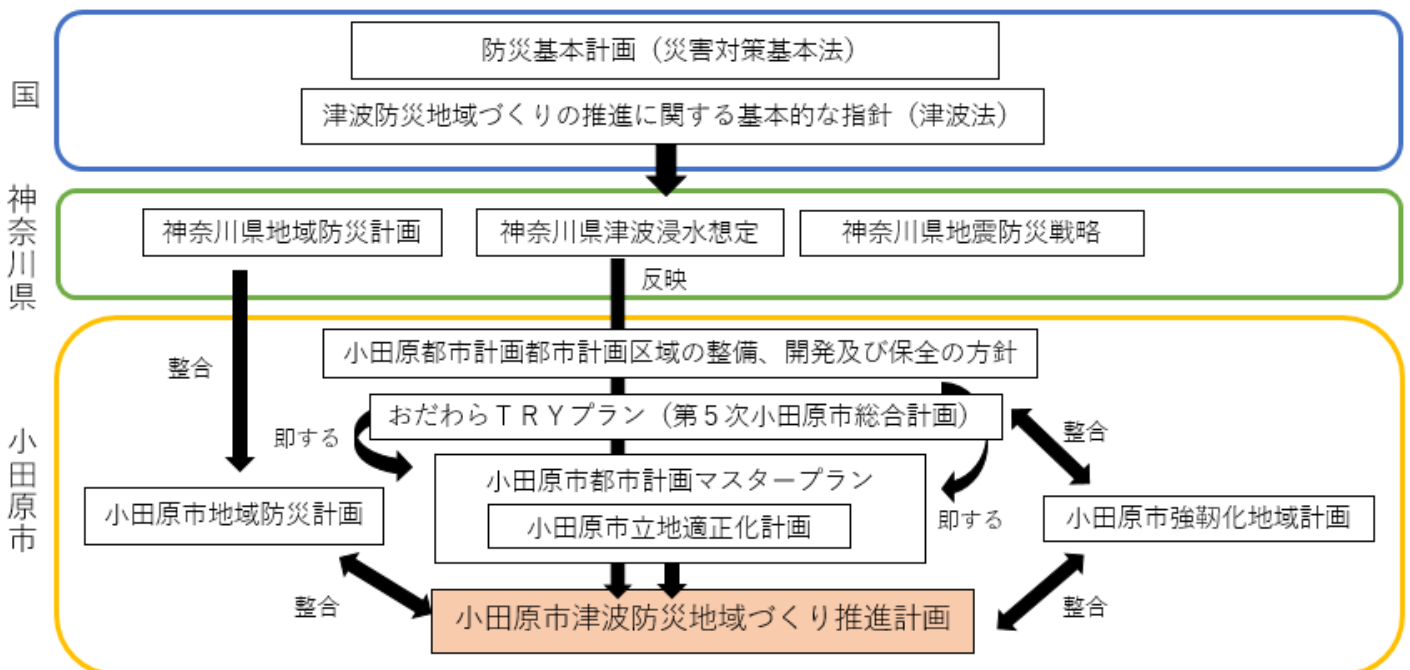 国
防災基本計画（災害対策基本法）
津波防災地域づくりの推進に関する基本的な指針（津波法）
神奈川県
神奈川県地域防災計画
神奈川県津波浸水想定
神奈川県地震防災戦略
反映
小田原市
整合
小田原都市計画都市計画区域の整備、開発及び保全の方針
おだわらＴＲＹプラン（第５次小田原市総合計画）
整合
即する
小田原市都市計画マスタープラン
小田原市地域防災計画
小田原市立地適正化計画
即する
小田原市強靭化地域計画
整合
小田原市津波防災地域づくり推進計画
整合